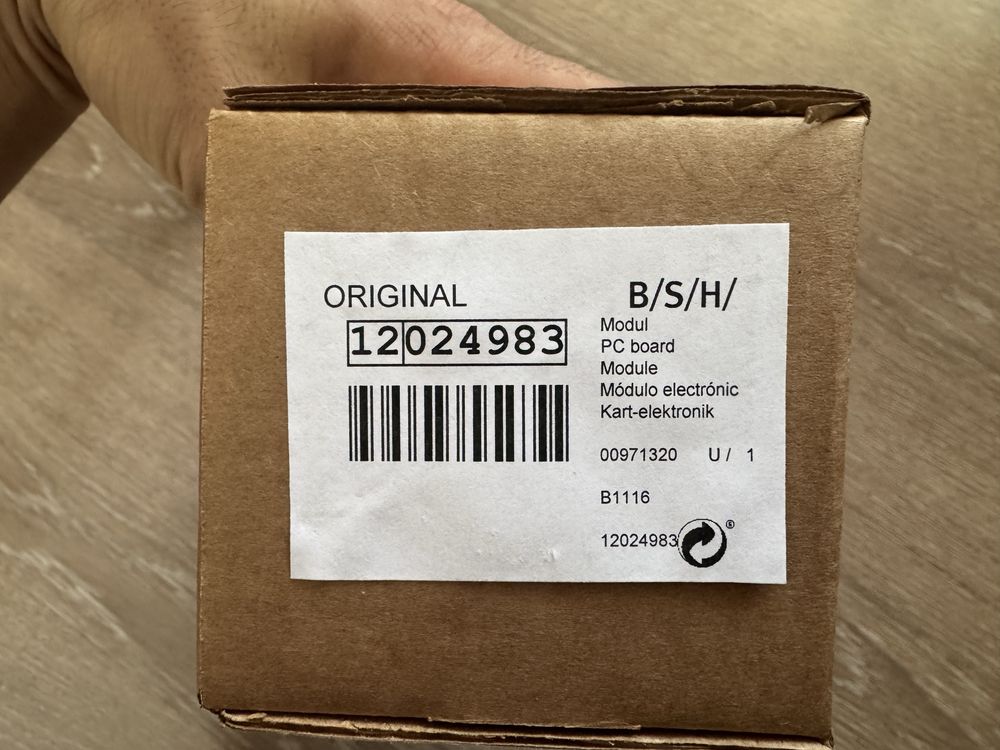 ORIGINAL
12024983
B/S/H/
Modul
PC board
Module
Módulo electrónic
Kart-elektronik
00971320 U / 1
B1116
12024983